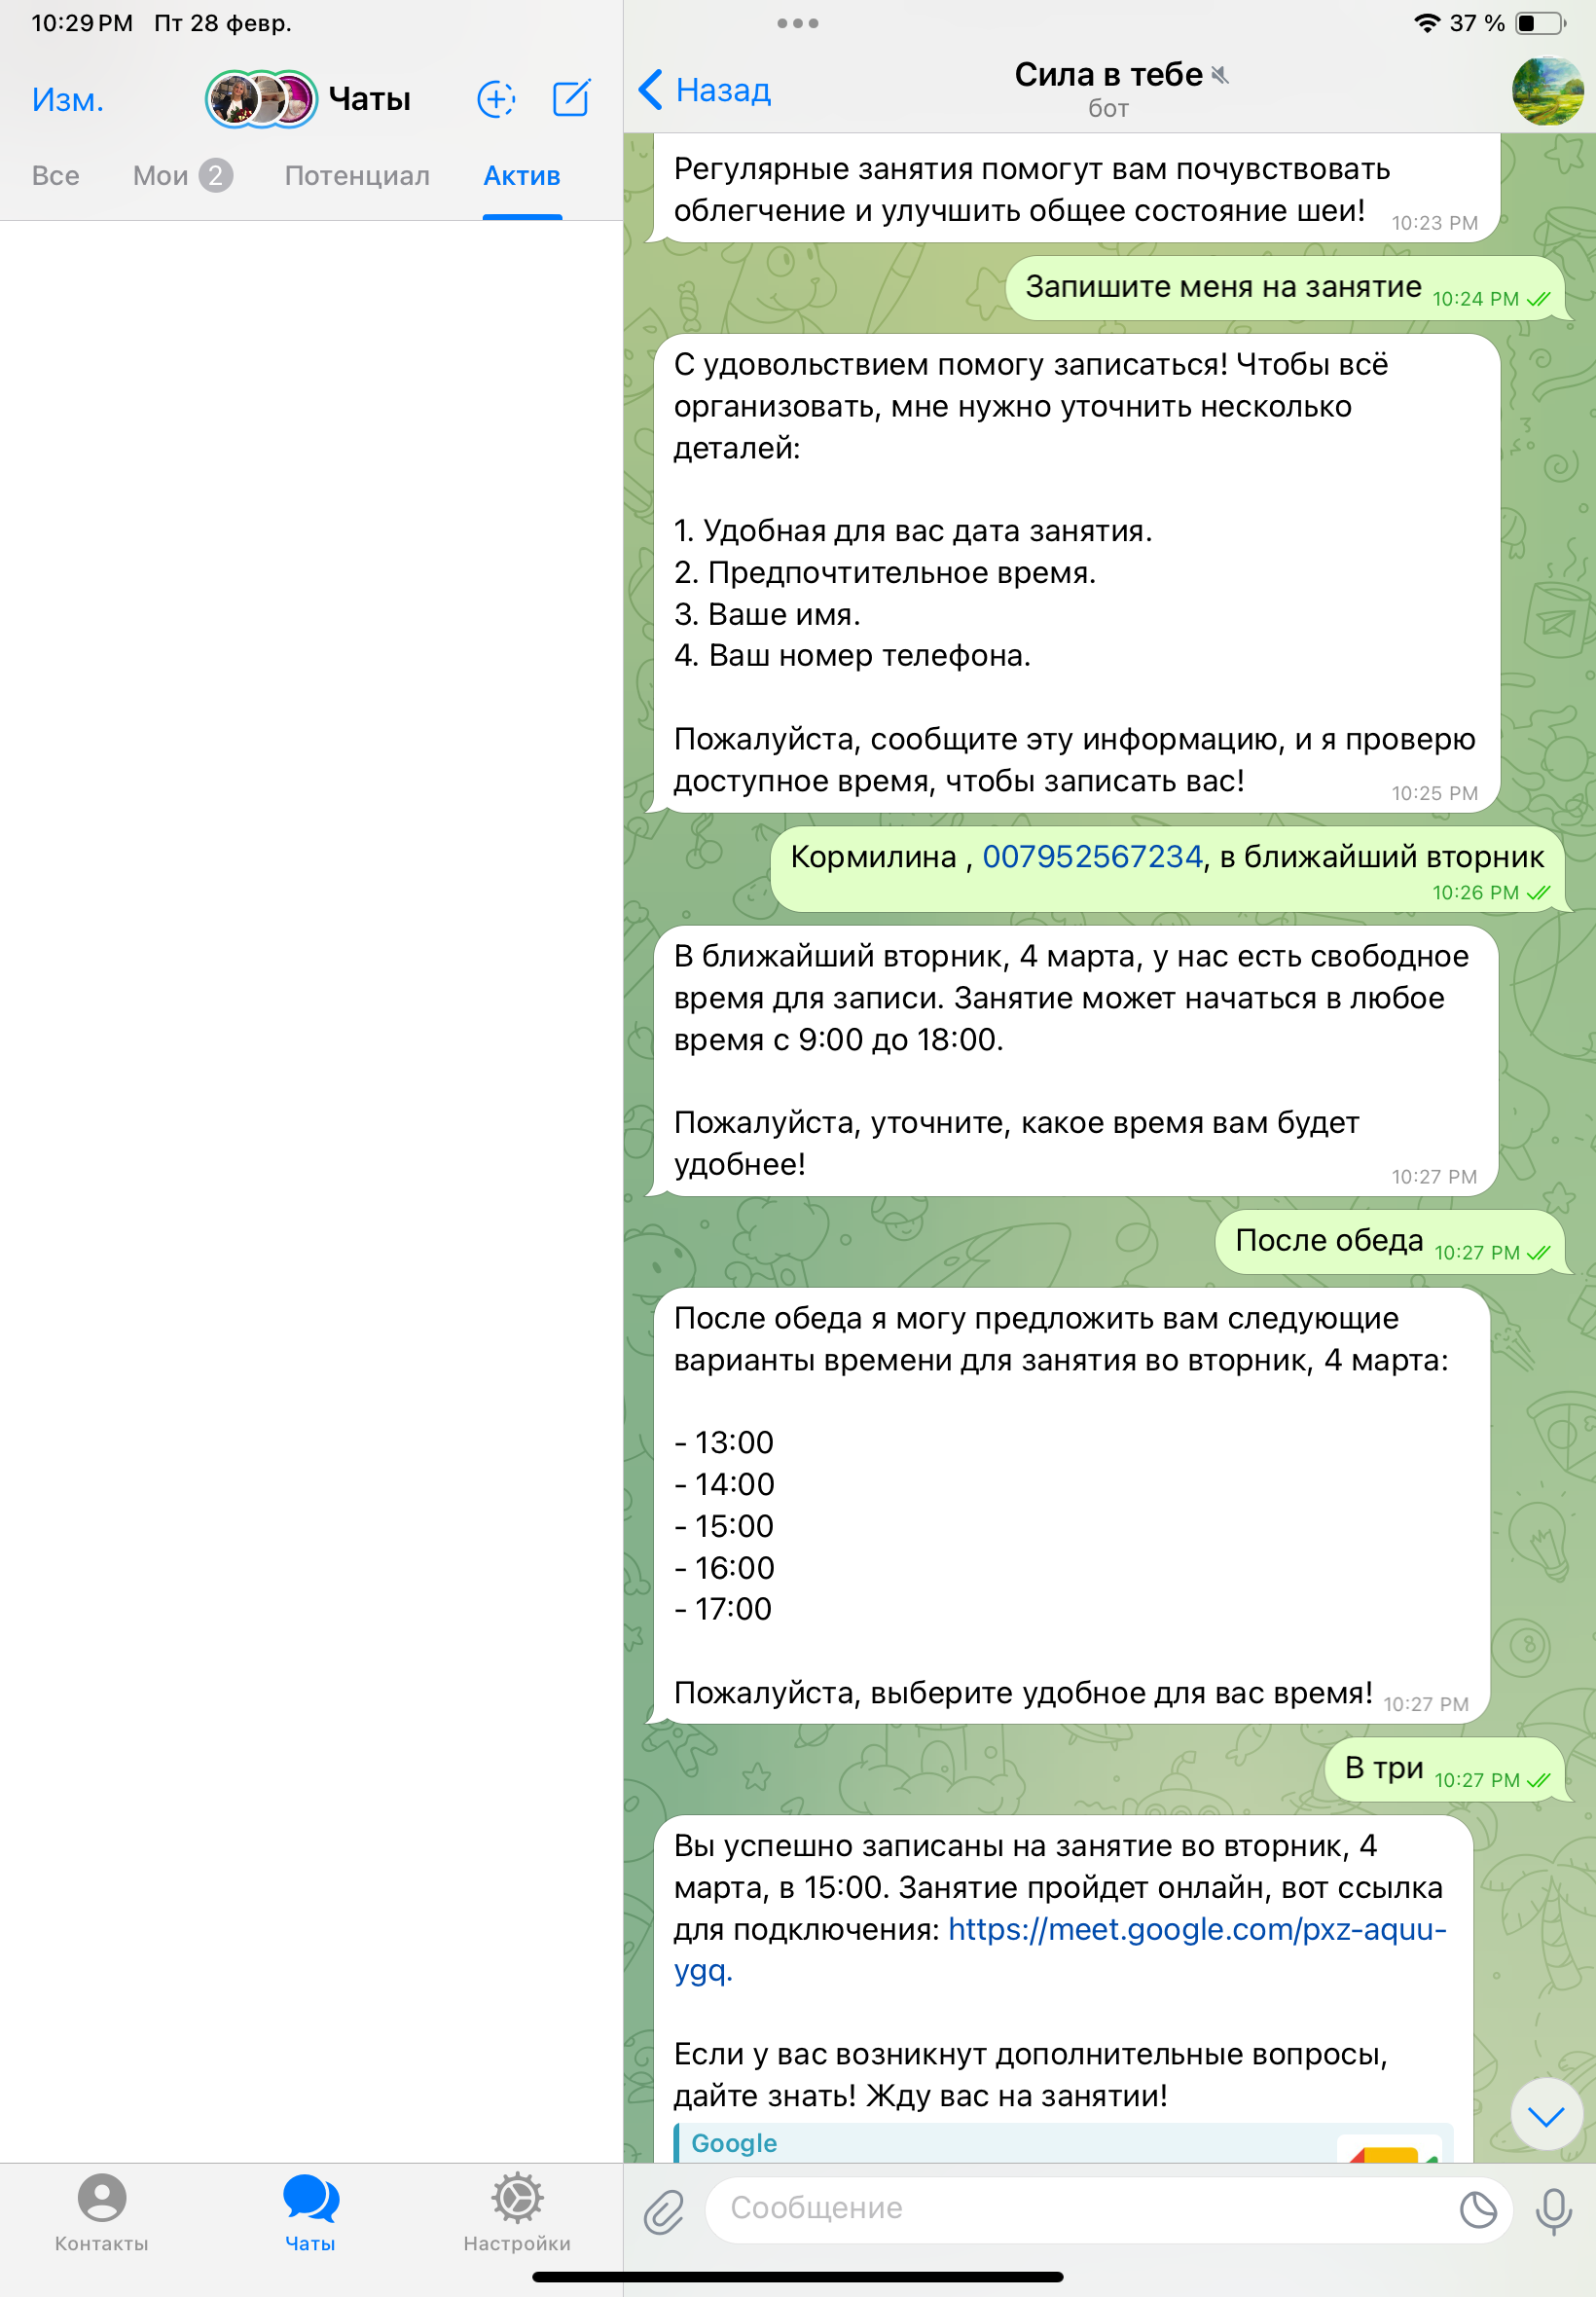 10:29 PM Пт 28 февр.
37 %
Изм.
Чаты
Все Мои 2 Потенциал Актив
Назад
Сила в тебе
бот
Регулярные занятия помогут вам почувствовать
облегчение и улучшить общее состояние шеи! 10:23 PM
Запишите меня на занятие 10:24 PM
С удовольствием помогу записаться! Чтобы всё
организовать, мне нужно уточнить несколько
деталей:
1. Удобная для вас дата занятия.
2. Предпочтительное время.
3. Ваше имя.
4. Ваш номер телефона.
Пожалуйста, сообщите эту информацию, и я проверю
доступное время, чтобы записать вас! 10:25 PM
Кормилина , 007952567234, в ближайший вторник
10:26 PM
В ближайший вторник, 4 марта, у нас есть свободное
время для записи. Занятие может начаться в любое
время с 9:00 до 18:00.
Пожалуйста, уточните, какое время вам будет
удобнее! 10:27 PM
После обеда 10:27 PM
После обеда я могу предложить вам следующие
варианты времени для занятия во вторник, 4 марта:
- 13:00
- 14:00
- 15:00
- 16:00
- 17:00
Пожалуйста, выберите удобное для вас время! 10:27 PM
В три 10:27 PM
Вы успешно записаны на занятие во вторник, 4
марта, в 15:00. Занятие пройдет онлайн, вот ссылка
для подключения: https://meet.google.com/pxz-aquu-
ygq.
Если у вас возникнут дополнительные вопросы,
дайте знать! Жду вас на занятии!
Google
Сообщение
Контакты Чаты Настройки